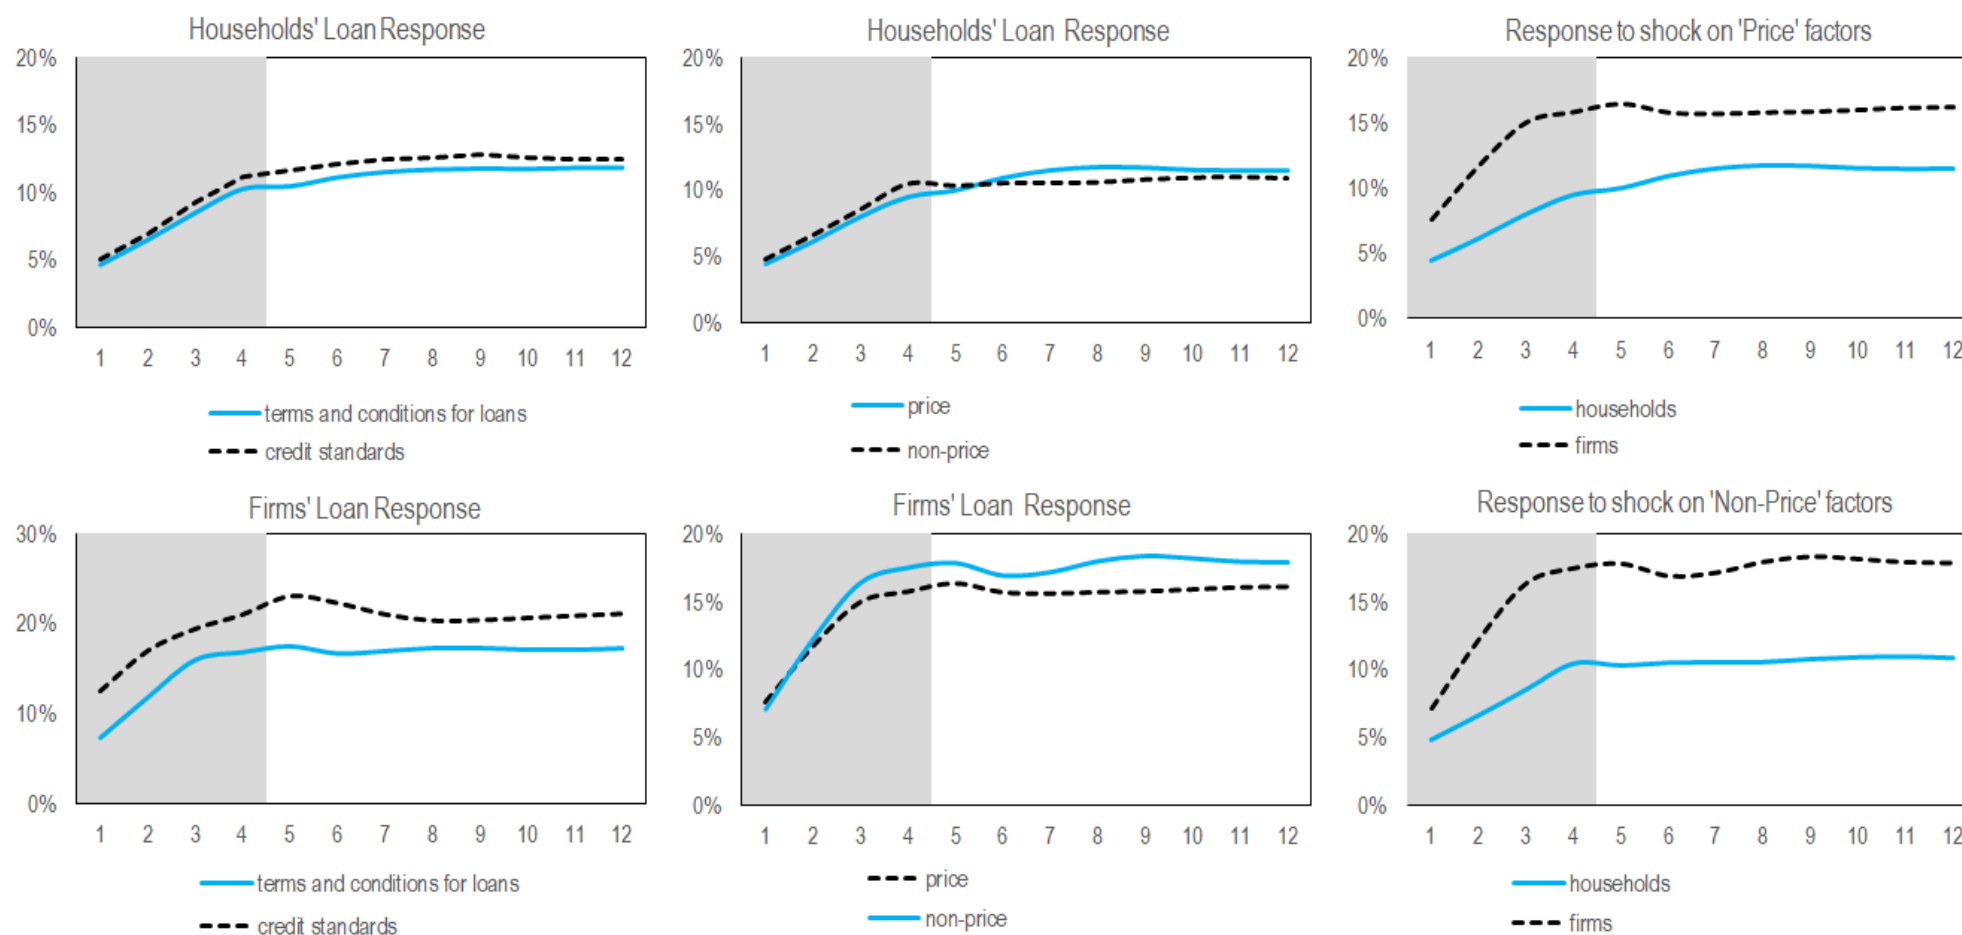 Households' Loan Response
20%
15%
10%
5%
0%
1 2 3 4 5 6 7 8 9 10 11 12
terms and conditions for loans
credit standards
Households' Loan Response
20%
15%
10%
5%
0%
1 2 3 4 5 6 7 8 9 10 11 12
price
non-price
Response to shock on 'Price' factors
20%
15%
10%
5%
0%
1 2 3 4 5 6 7 8 9 10 11 12
households
firms
Firms' Loan Response
30%
20%
10%
0%
1 2 3 4 5 6 7 8 9 10 11 12
terms and conditions for loans
credit standards
Firms' Loan Response
20%
15%
10%
5%
0%
1 2 3 4 5 6 7 8 9 10 11 12
price
non-price
Response to shock on 'Non-Price' factors
20%
15%
10%
5%
0%
1 2 3 4 5 6 7 8 9 10 11 12
households
firms